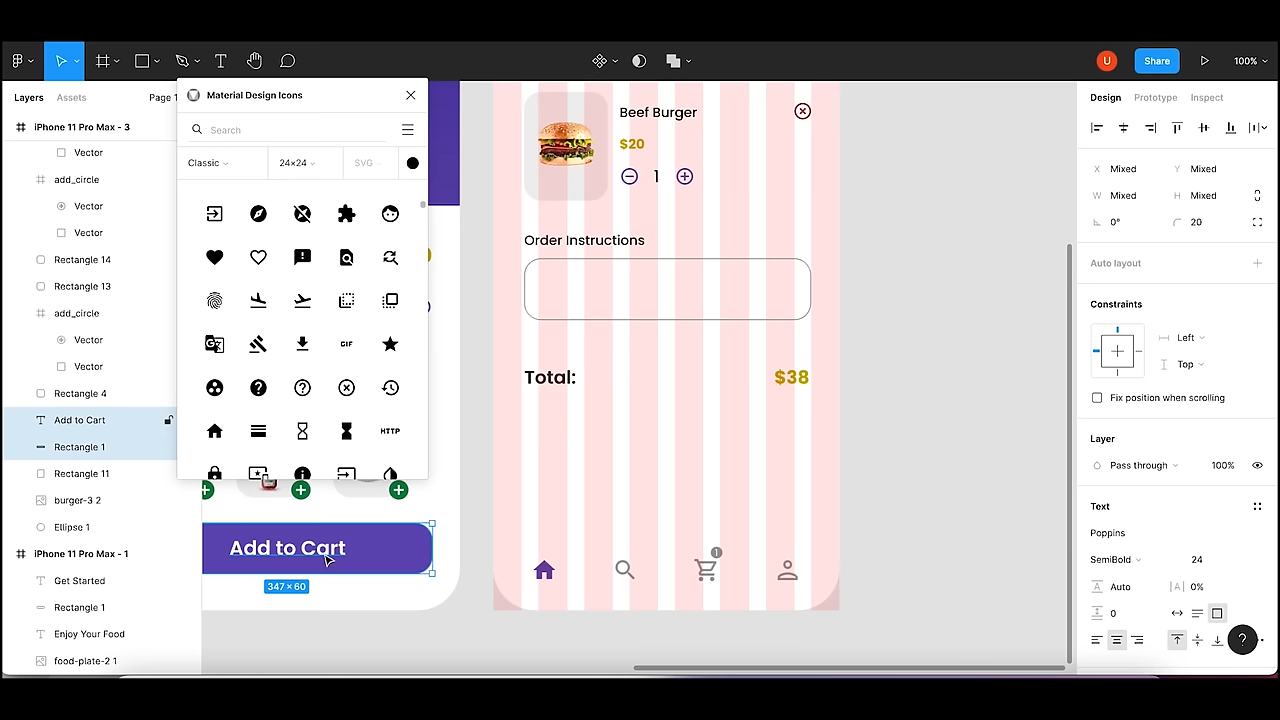 U
Share
100%
Layers
Assets
Page 1
iPhone 11 Pro Max - 3
Vector
add_circle
Vector
Vector
Rectangle 14
Rectangle 13
add_circle
Vector
Vector
Rectangle 4
Add to Cart
Rectangle 1
Rectangle 11
burger-3 2
Ellipse 1
iPhone 11 Pro Max - 1
Get Started
Rectangle 1
Enjoy Your Food
food-plate-2 1
Material Design Icons
Search
Classic
24×24
SVG
GIF
HTTP
Add to Cart
347 × 60
Beef Burger
$20
1
Order Instructions
Total:
$38
1
Design
Prototype
Inspect
X Mixed
Y Mixed
W Mixed
H Mixed
0°
20
Auto layout
Constraints
Left
Top
Fix position when scrolling
Layer
Pass through
100%
Text
Poppins
SemiBold
24
A Auto
A 0%
0
?